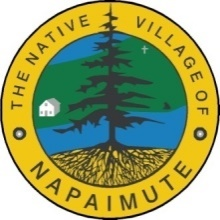 THE NATIVE VILLAGE OF
NAPAIMUTE